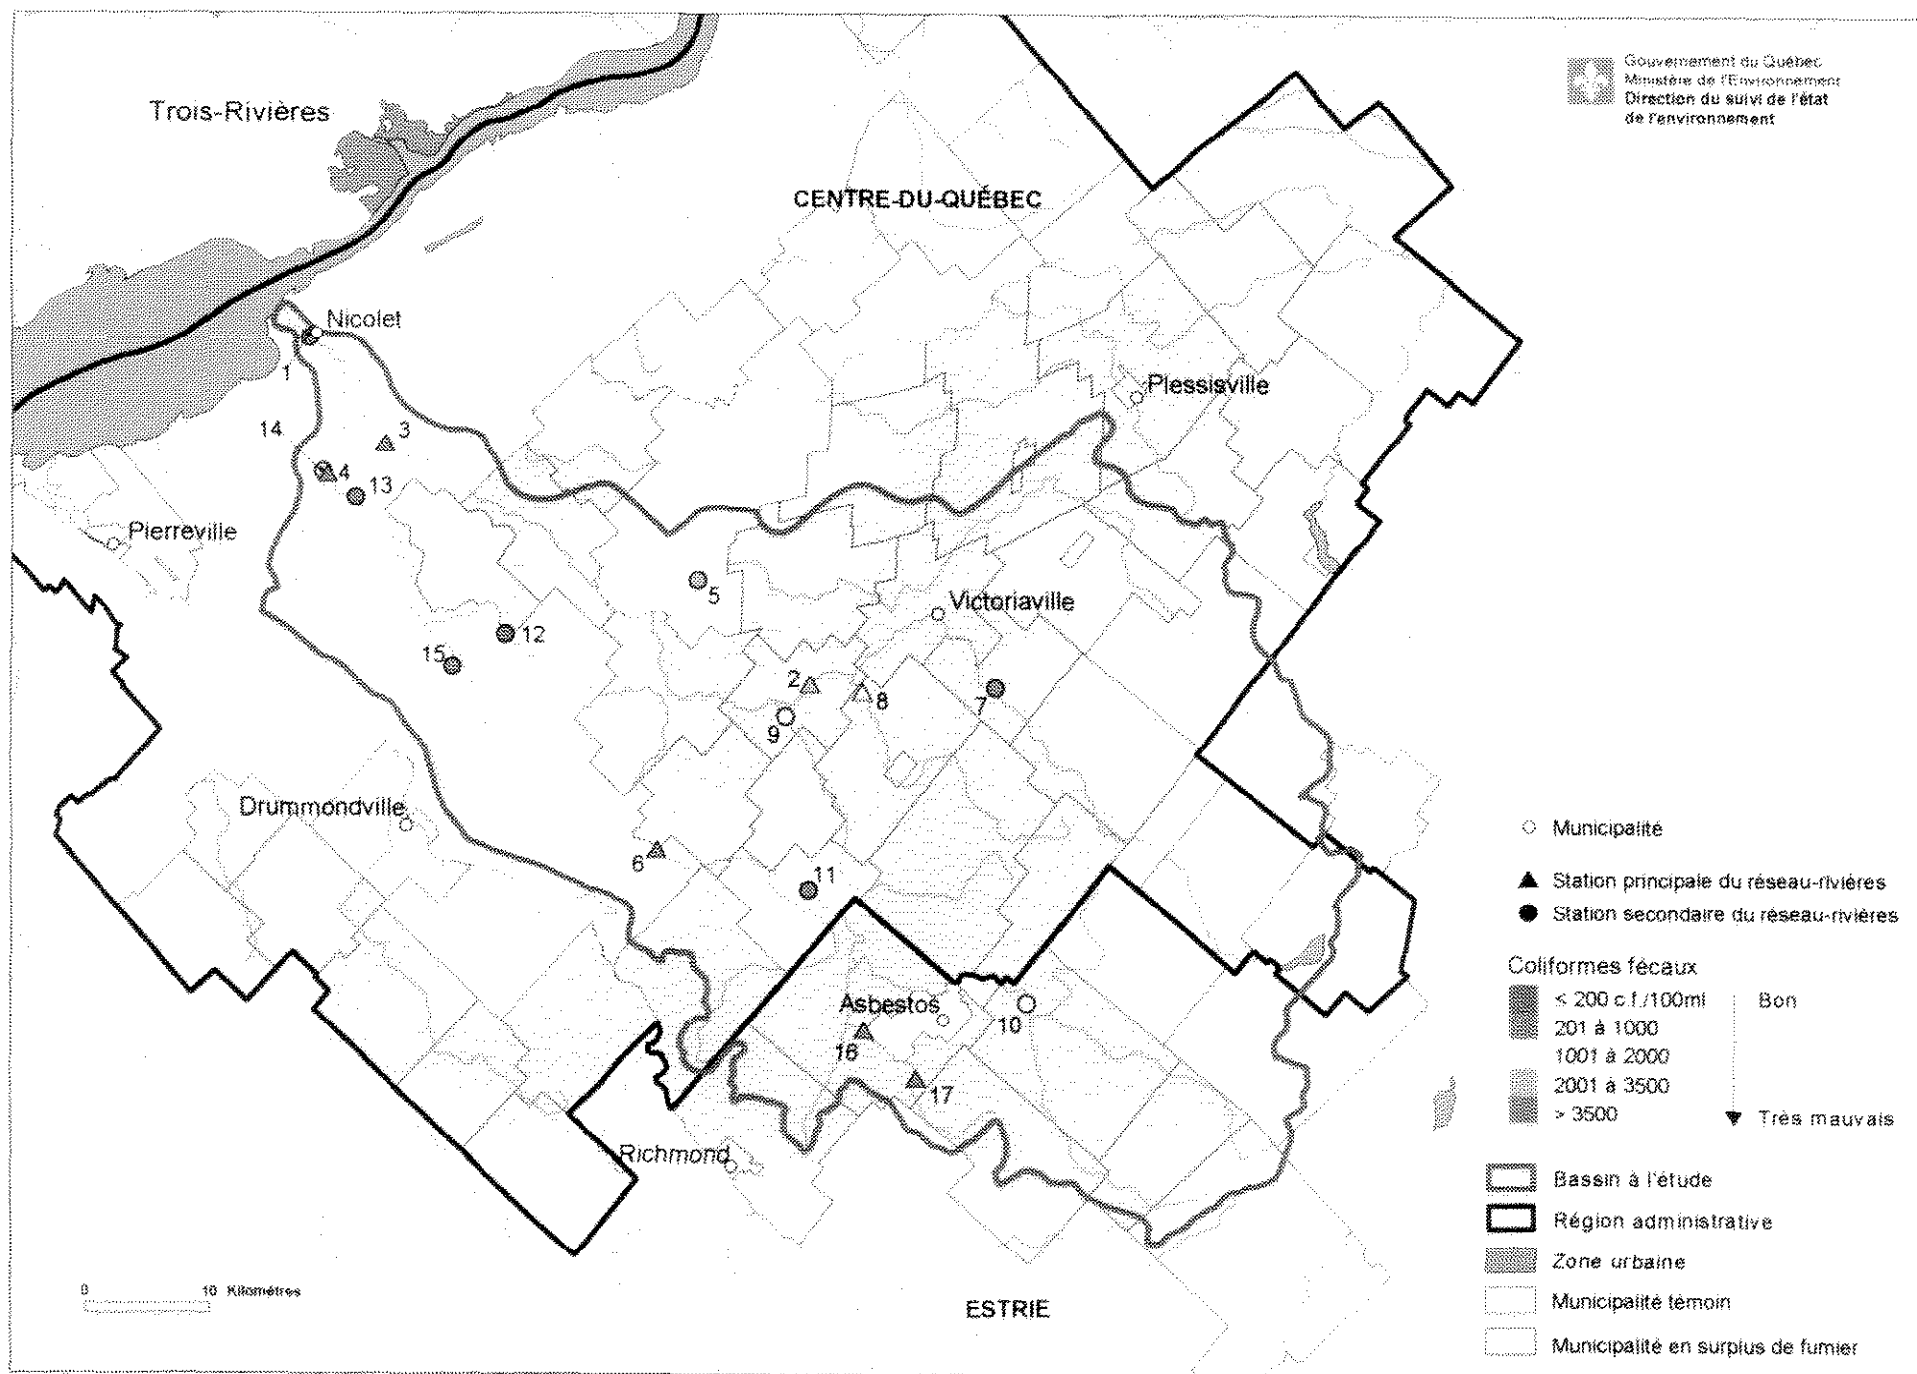 Gouvernement du Québec
Ministère de l'Environnement
Direction du suivi de l'état
de l'environnement
Trois-Rivières
CENTRE-DU-QUÉBEC
Nicolet
1
Plessisville
14
3
4
13
Pierreville
5
Victoriaville
12
15
2
8
7
9
Drummondville
6
11
Asbestos
10
16
17
Richmond
ESTRIE
0 10 Kilomètres
Municipalité
Station principale du réseau-rivières
Station secondaire du réseau-rivières
Coliformes fécaux
≤ 200 c.f./100ml Bon
201 à 1000
1001 à 2000
2001 à 3500
> 3500 Très mauvais
Bassin à l'étude
Région administrative
Zone urbaine
Municipalité témoin
Municipalité en surplus de fumier